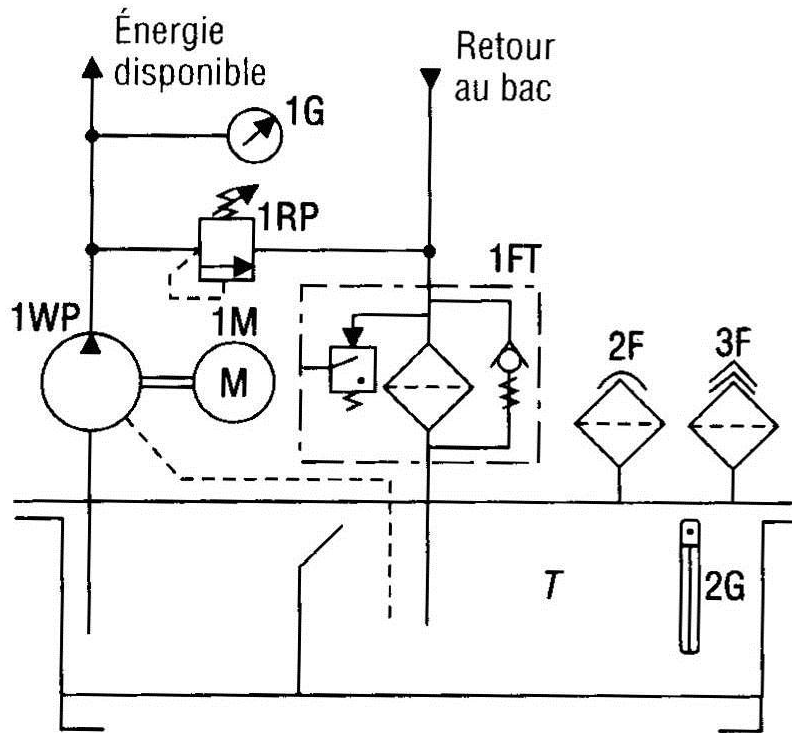 Énergie
disponible
Retour
au bac
1G
1RP
1FT
1WP
1M
M
2F
3F
T
2G